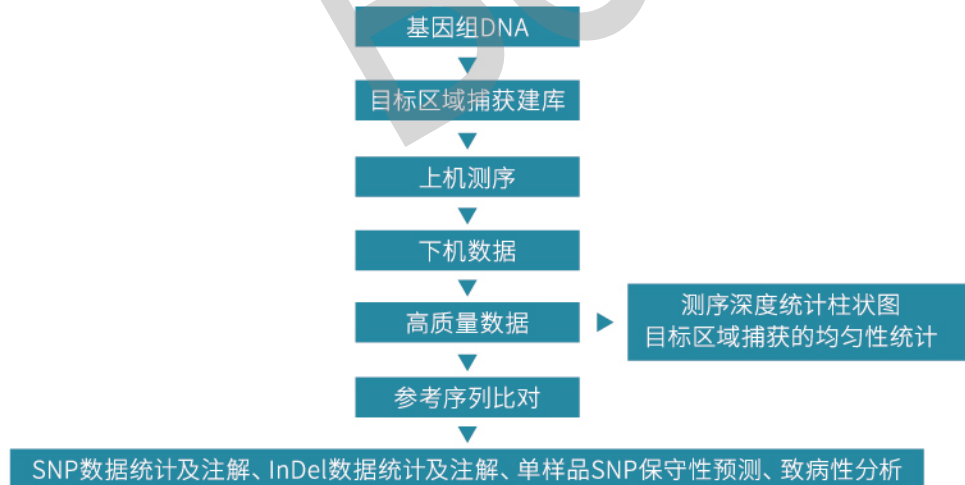 基因组DNA
目标区域捕获建库
上机测序
下机数据
高质量数据
测序深度统计柱状图
目标区域捕获的均匀性统计
参考序列比对
SNP数据统计及注解、InDel数据统计及注解、单样品SNP保守性预测、致病性分析